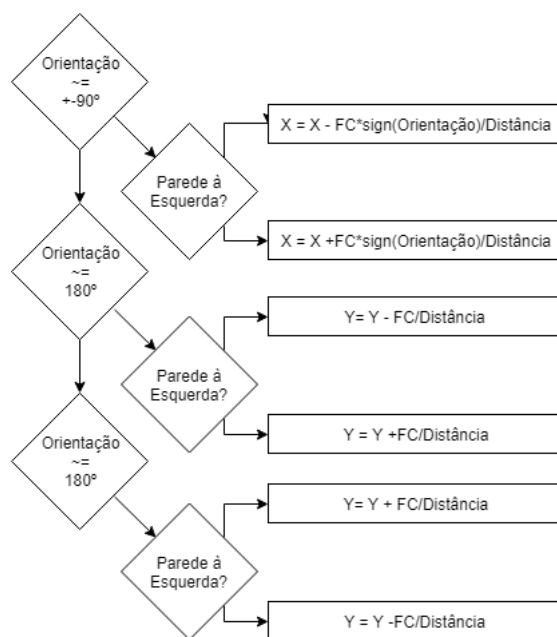 Orientação
~=
+-90º
X = X - FC*sign(Orientação)/Distância
Parede à
Esquerda?
X = X +FC*sign(Orientação)/Distância
Orientação
~=
180º
Y= Y - FC/Distância
Parede à
Esquerda?
Y = Y +FC/Distância
Orientação
~=
180º
Y= Y + FC/Distância
Parede à
Esquerda?
Y = Y -FC/Distância